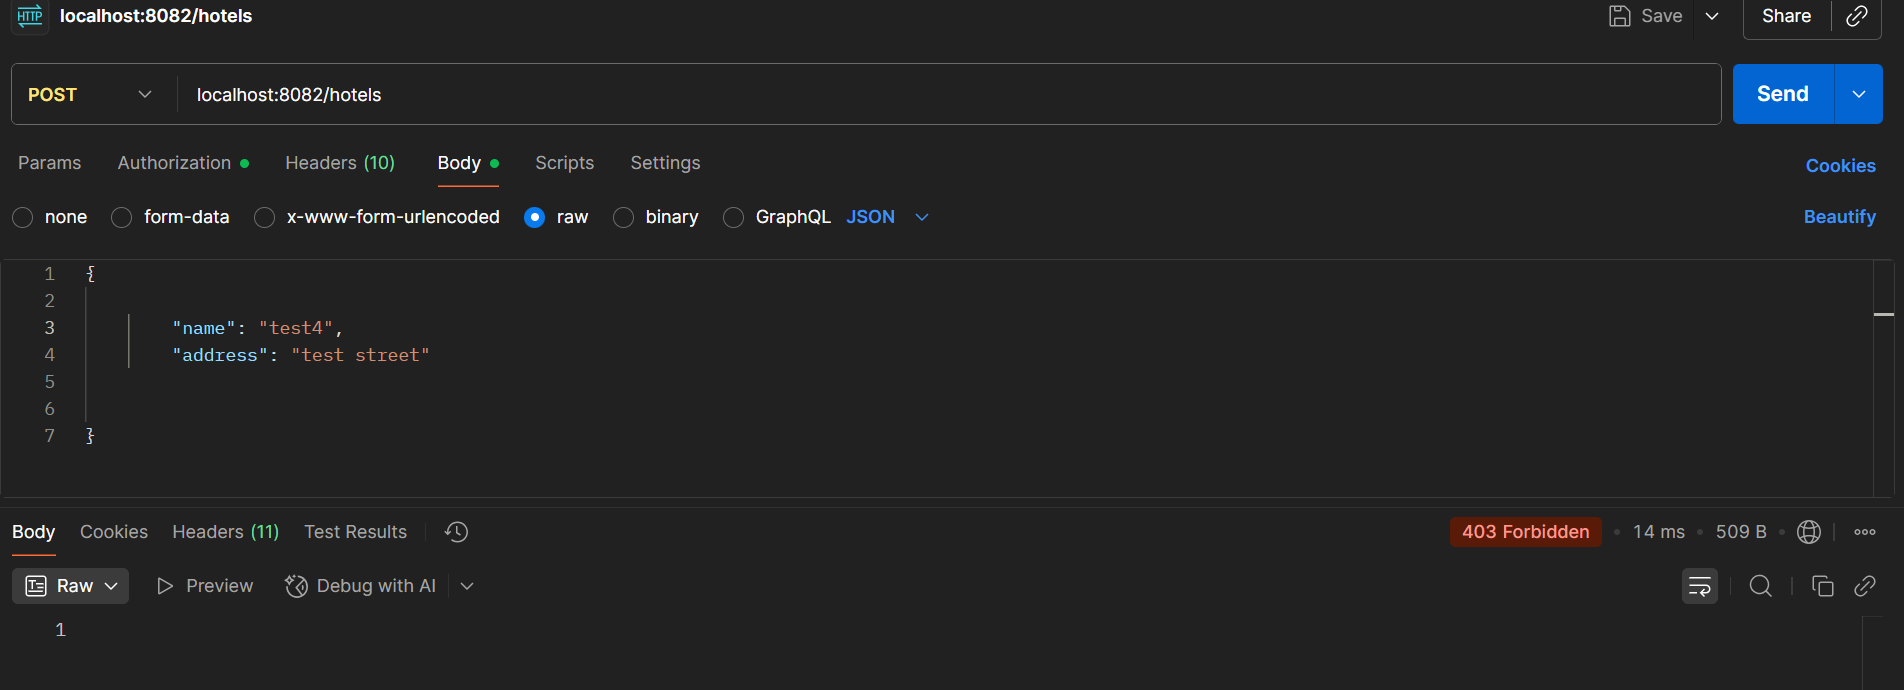 HTTP localhost:8082/hotels Save Share
POST localhost:8082/hotels Send
Params Authorization Headers (10) Body Scripts Settings Cookies
none form-data x-www-form-urlencoded raw binary GraphQL JSON Beautify
1 {
2
3 "name": "test4",
4 "address": "test street"
5
6
7 }
Body Cookies Headers (11) Test Results 403 Forbidden • 14 ms • 509 B •
Raw Preview Debug with AI
1